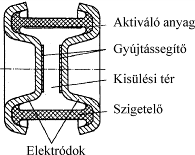 Aktiváló anyag
Gyújtássegítő
Kisülési tér
Szigetelő
Elektródok